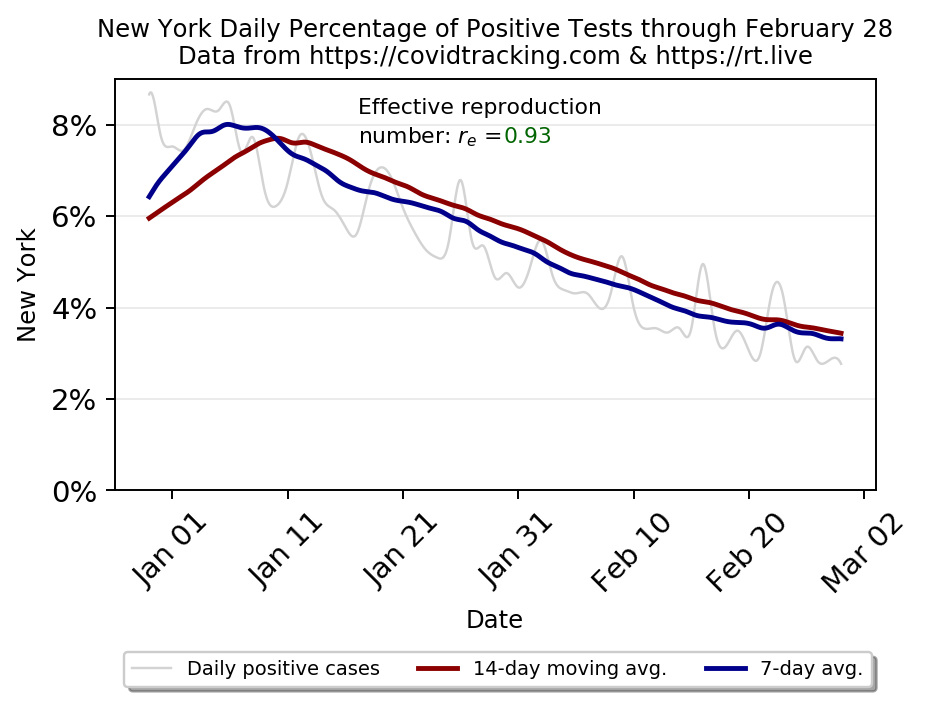 New York Daily Percentage of Positive Tests through February 28
Data from https://covidtracking.com & https://rt.live
Effective reproduction
number: rₑ =0.93
8%
6%
4%
2%
0%
New York
Jan 01
Jan 11
Jan 21
Jan 31
Feb 10
Feb 20
Mar 02
Date
Daily positive cases
14-day moving avg.
7-day avg.